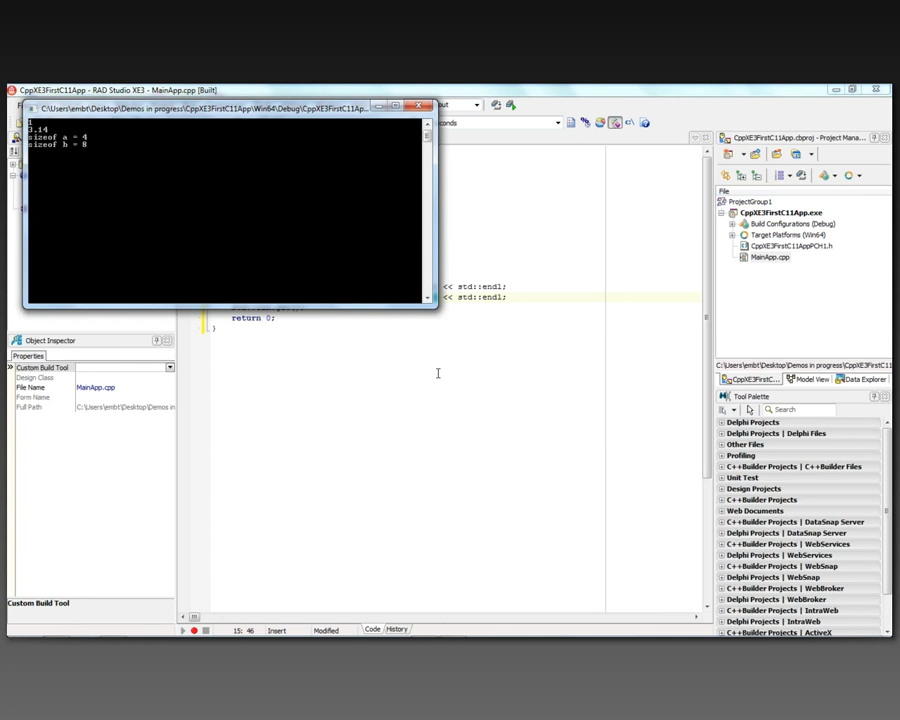 CppXE3FirstC11App - RAD Studio XE3 - MainApp.cpp [Built]
C:\Users\embt\Desktop\Demos in progress\CppXE3FirstC11App\Win64\Debug\CppXE3FirstC11Ap...
1
3.14
sizeof a = 4
sizeof b = 8
<< std::endl;
<< std::endl;
return 0;
}
CppXE3FirstC11App.cbproj - Project Mana...
File
ProjectGroup1
CppXE3FirstC11App.exe
Build Configurations (Debug)
Target Platforms (Win64)
CppXE3FirstC11AppPCH1.h
MainApp.cpp
Object Inspector
Properties
Custom Build Tool
Design Class
File Name MainApp.cpp
Form Name
Full Path C:\Users\embt\Desktop\Demos in
Custom Build Tool
15: 46 Insert Modified Code History
C:\Users\embt\Desktop\Demos in progress\CppXE3FirstC11
CppXE3FirstC... Model View Data Explorer
Tool Palette
Search
Delphi Projects
Delphi Projects | Delphi Files
Other Files
Profiling
C++Builder Projects | C++Builder Files
Unit Test
Design Projects
C++Builder Projects
Web Documents
C++Builder Projects | DataSnap Server
Delphi Projects | DataSnap Server
C++Builder Projects | WebServices
Delphi Projects | WebServices
C++Builder Projects | WebSnap
Delphi Projects | WebSnap
C++Builder Projects | WebBroker
Delphi Projects | WebBroker
C++Builder Projects | IntraWeb
Delphi Projects | IntraWeb
C++Builder Projects | ActiveX